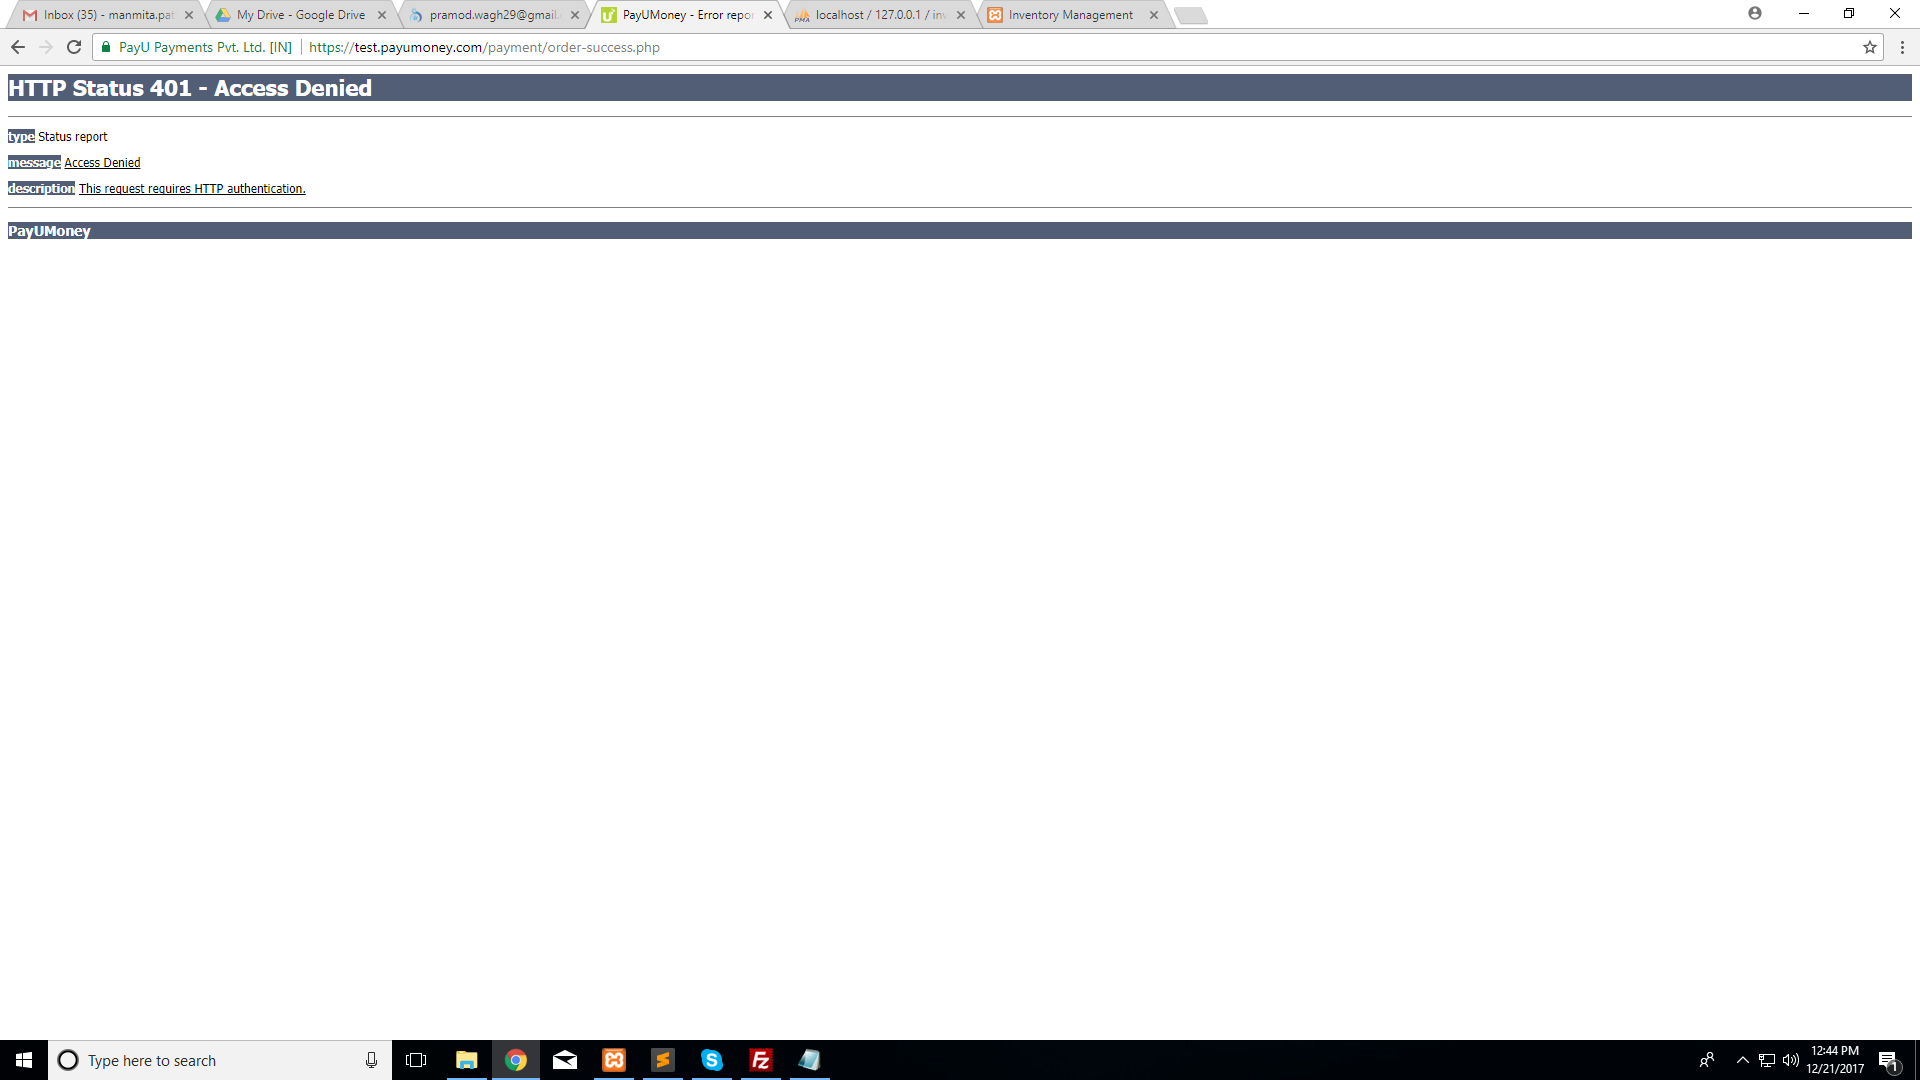 Inbox (35) - manmita.pat
My Drive - Google Drive
pramod.wagh29@gmail.
PayUMoney - Error repor
localhost / 127.0.0.1 / inv
Inventory Management
PayU Payments Pvt. Ltd. [IN]
https://test.payumoney.com/payment/order-success.php
HTTP Status 401 - Access Denied
type Status report
message Access Denied
description This request requires HTTP authentication.
PayUMoney
Type here to search
12:44 PM
12/21/2017
1